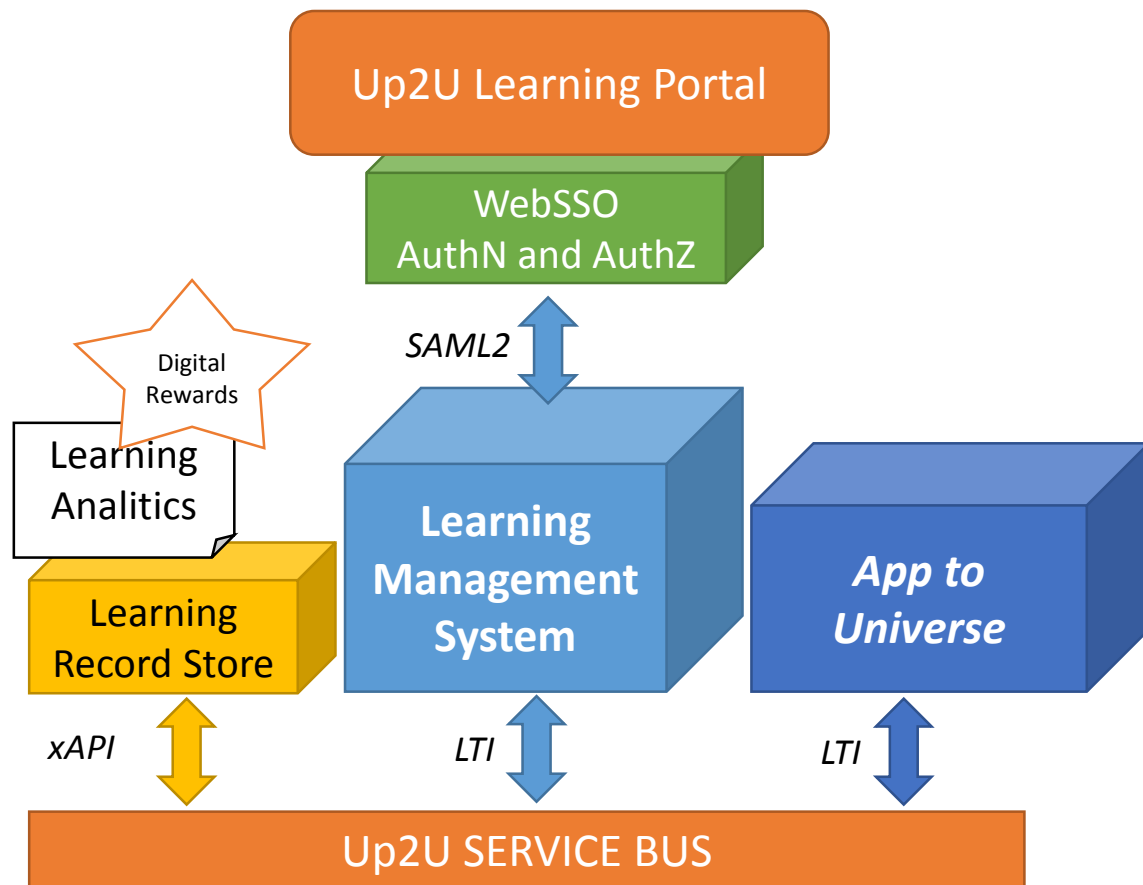 Up2U Learning Portal
WebSSO
AuthN and AuthZ
SAML2
Digital
Rewards
Learning
Analitics
Learning
Record Store
Learning
Management
System
App to
Universe
xAPI
LTI
LTI
Up2U SERVICE BUS